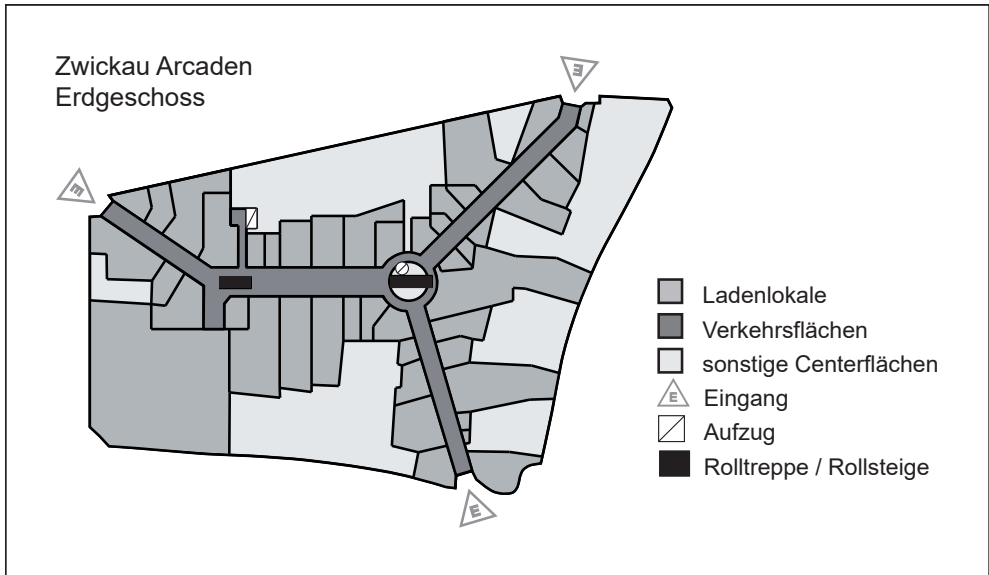 Zwickau Arcaden
Erdgeschoss
E
E
E
Ladenlokale
Verkehrsflächen
sonstige Centerflächen
E Eingang
Aufzug
Rolltreppe / Rollsteige